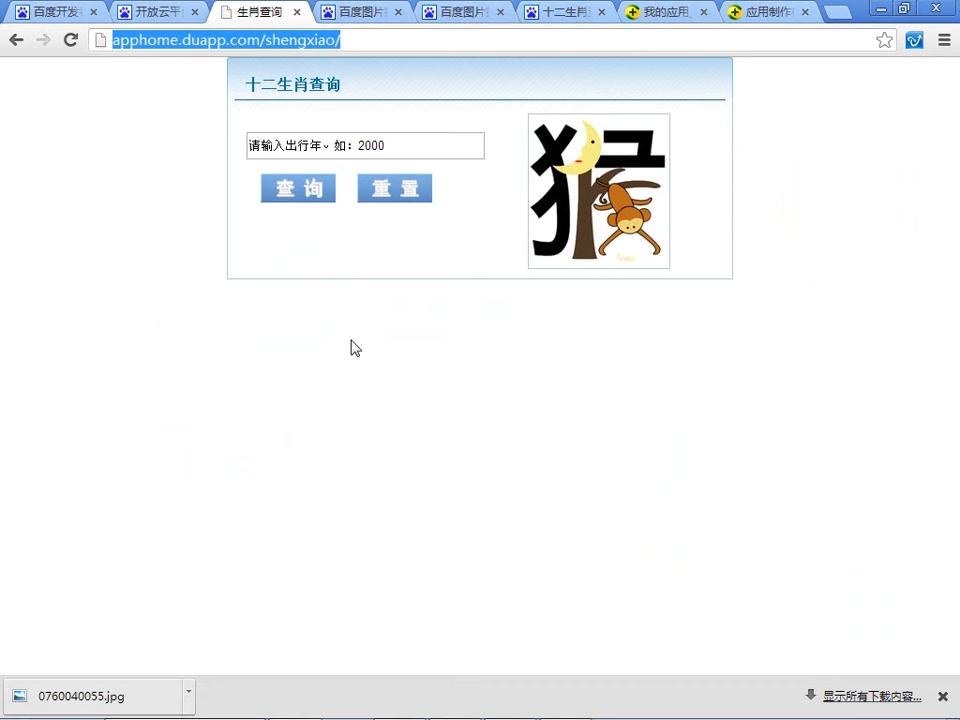 百度开发
开放云平
生肖查询
百度图片
百度图片
十二生肖
我的应用
应用制作
apphome.duapp.com/shengxiao/
十二生肖查询
请输入出行年。如：2000
查 询
重 置
猴
0760040055.jpg
显示所有下载内容...